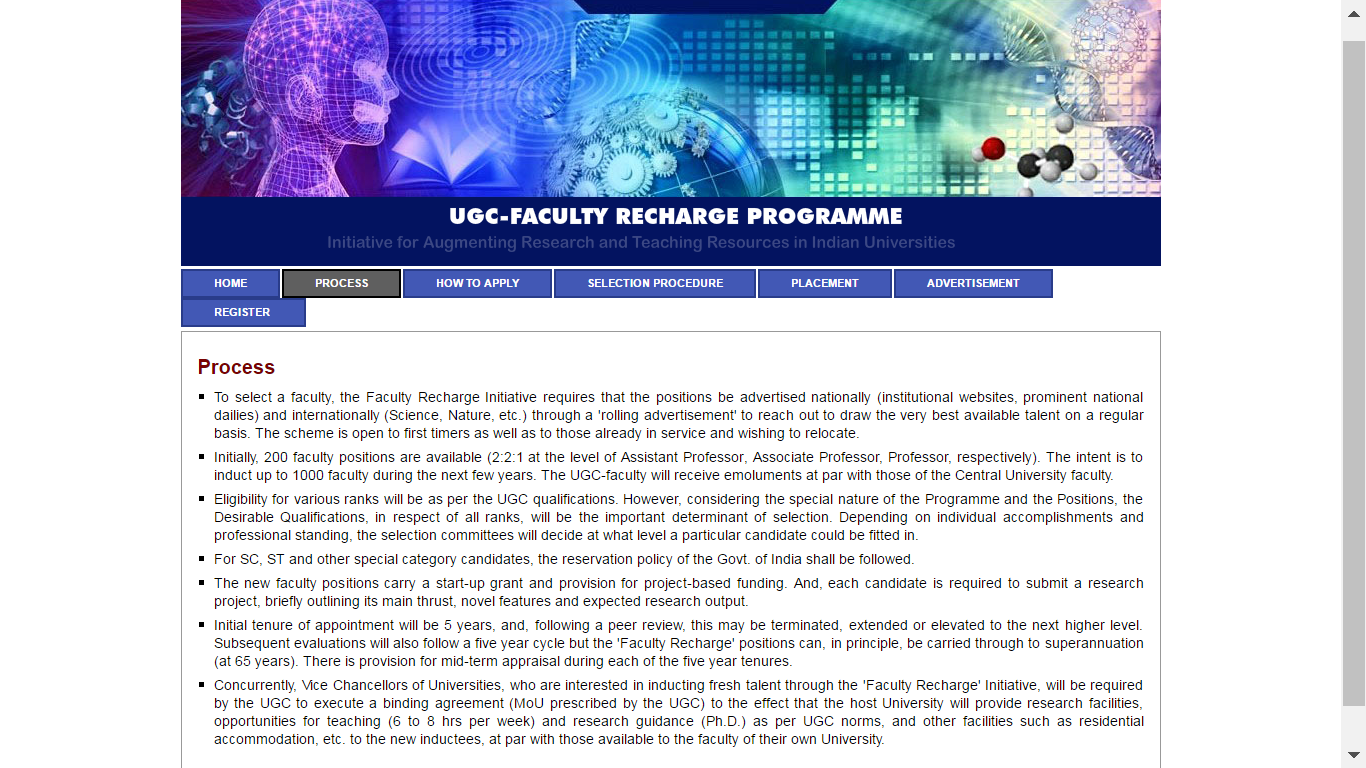 UGC-FACULTY RECHARGE PROGRAMME
Initiative for Augmenting Research and Teaching Resources in Indian Universities
HOME PROCESS HOW TO APPLY SELECTION PROCEDURE PLACEMENT ADVERTISEMENT
REGISTER
Process
To select a faculty, the Faculty Recharge Initiative requires that the positions be advertised nationally (institutional websites, prominent national
dailies) and internationally (Science, Nature, etc.) through a 'rolling advertisement' to reach out to draw the very best available talent on a regular
basis. The scheme is open to first timers as well as to those already in service and wishing to relocate.
Initially, 200 faculty positions are available (2:2:1 at the level of Assistant Professor, Associate Professor, Professor, respectively). The intent is to
induct up to 1000 faculty during the next few years. The UGC-faculty will receive emoluments at par with those of the Central University faculty.
Eligibility for various ranks will be as per the UGC qualifications. However, considering the special nature of the Programme and the Positions, the
Desirable Qualifications, in respect of all ranks, will be the important determinant of selection. Depending on individual accomplishments and
professional standing, the selection committees will decide at what level a particular candidate could be fitted in.
For SC, ST and other special category candidates, the reservation policy of the Govt. of India shall be followed.
The new faculty positions carry a start-up grant and provision for project-based funding. And, each candidate is required to submit a research
project, briefly outlining its main thrust, novel features and expected research output.
Initial tenure of appointment will be 5 years, and, following a peer review, this may be terminated, extended or elevated to the next higher level.
Subsequent evaluations will also follow a five year cycle but the 'Faculty Recharge' positions can, in principle, be carried through to superannuation
(at 65 years). There is provision for mid-term appraisal during each of the five year tenures.
Concurrently, Vice Chancellors of Universities, who are interested in inducting fresh talent through the 'Faculty Recharge' Initiative, will be required
by the UGC to execute a binding agreement (MoU prescribed by the UGC) to the effect that the host University will provide research facilities,
opportunities for teaching (6 to 8 hrs per week) and research guidance (Ph.D.) as per UGC norms, and other facilities such as residential
accommodation, etc. to the new inductees, at par with those available to the faculty of their own University.